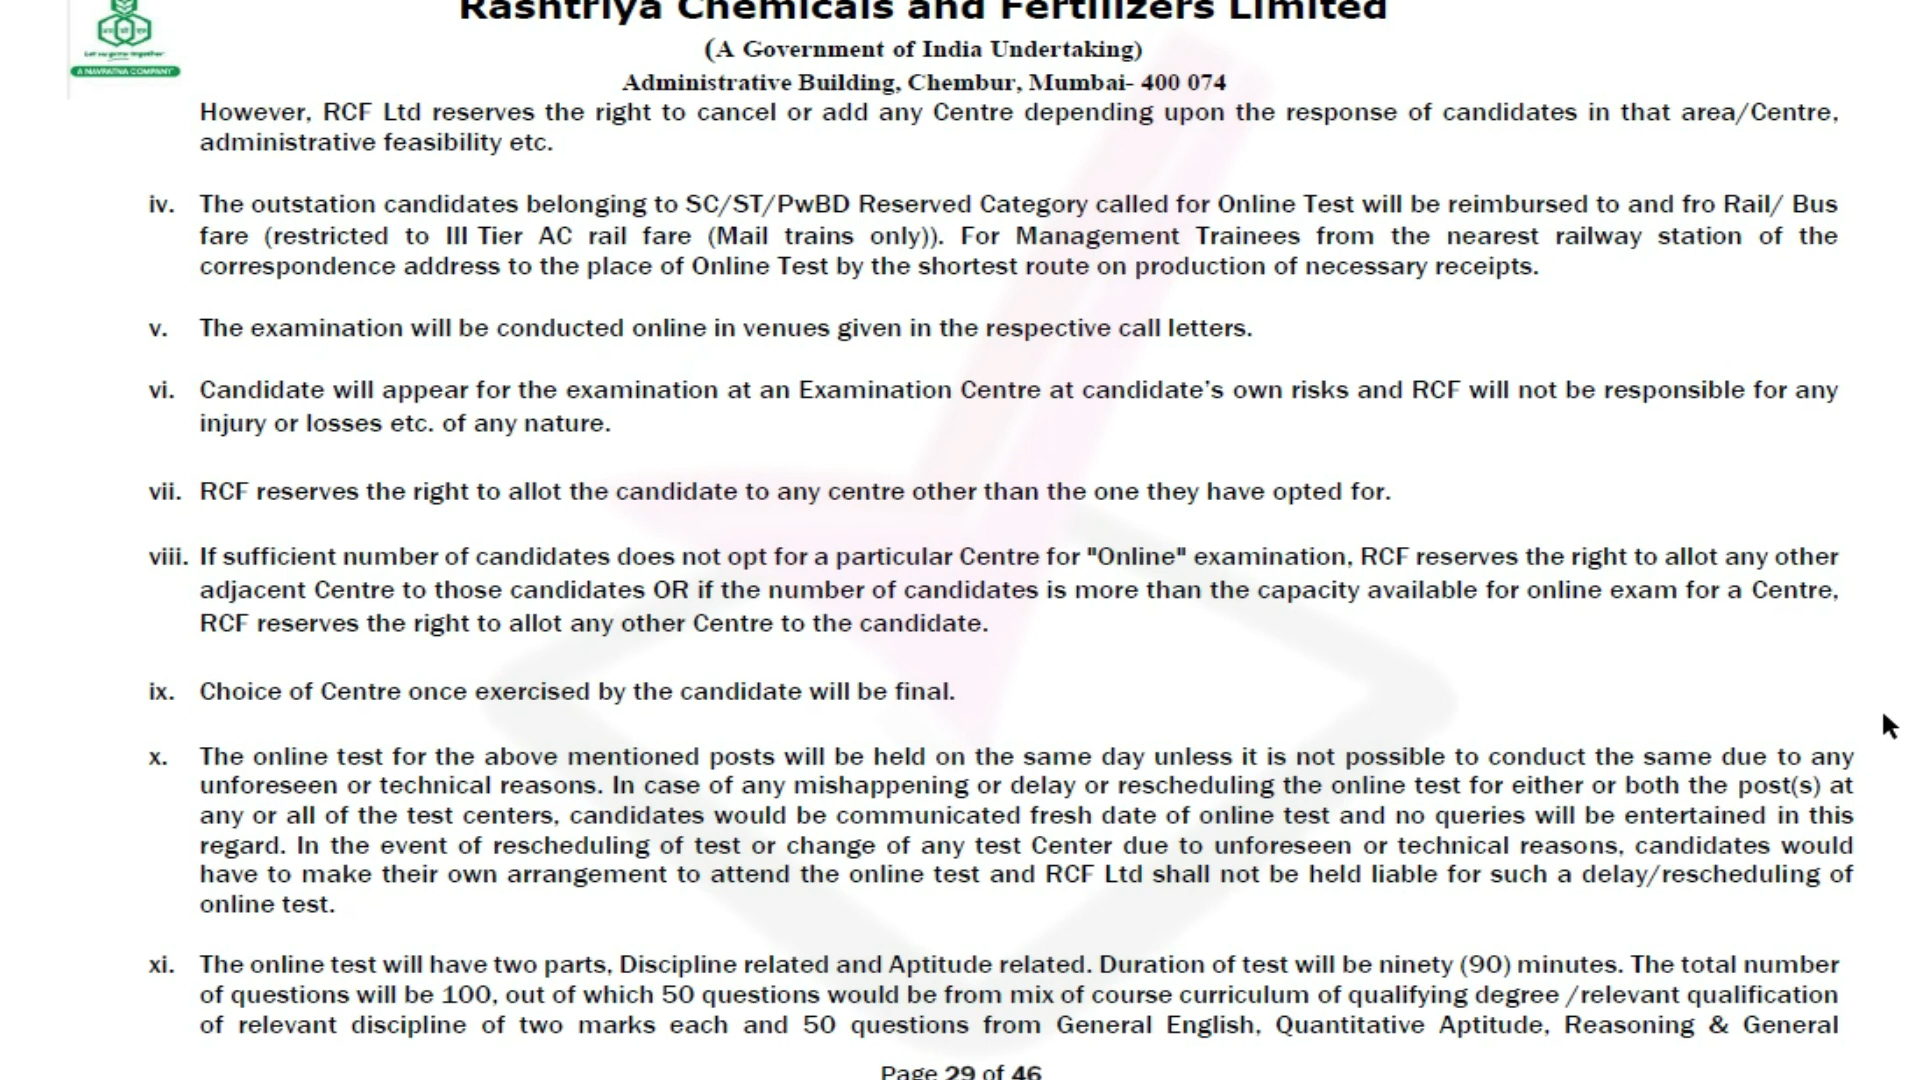 Rashtriya Chemicals and Fertilizers Limited
(A Government of India Undertaking)
Let us grow together
A NAVRATNA COMPANY
Administrative Building, Chembur, Mumbai- 400 074
However, RCF Ltd reserves the right to cancel or add any Centre depending upon the response of candidates in that area/Centre,
administrative feasibility etc.
iv. The outstation candidates belonging to SC/ST/PwBD Reserved Category called for Online Test will be reimbursed to and fro Rail/ Bus
fare (restricted to III Tier AC rail fare (Mail trains only)). For Management Trainees from the nearest railway station of the
correspondence address to the place of Online Test by the shortest route on production of necessary receipts.
v. The examination will be conducted online in venues given in the respective call letters.
vi. Candidate will appear for the examination at an Examination Centre at candidate's own risks and RCF will not be responsible for any
injury or losses etc. of any nature.
vii. RCF reserves the right to allot the candidate to any centre other than the one they have opted for.
viii. If sufficient number of candidates does not opt for a particular Centre for "Online" examination, RCF reserves the right to allot any other
adjacent Centre to those candidates OR if the number of candidates is more than the capacity available for online exam for a Centre,
RCF reserves the right to allot any other Centre to the candidate.
ix. Choice of Centre once exercised by the candidate will be final.
x. The online test for the above mentioned posts will be held on the same day unless it is not possible to conduct the same due to any
unforeseen or technical reasons. In case of any mishappening or delay or rescheduling the online test for either or both the post(s) at
any or all of the test centers, candidates would be communicated fresh date of online test and no queries will be entertained in this
regard. In the event of rescheduling of test or change of any test Center due to unforeseen or technical reasons, candidates would
have to make their own arrangement to attend the online test and RCF Ltd shall not be held liable for such a delay/rescheduling of
online test.
xi. The online test will have two parts, Discipline related and Aptitude related. Duration of test will be ninety (90) minutes. The total number
of questions will be 100, out of which 50 questions would be from mix of course curriculum of qualifying degree /relevant qualification
of relevant discipline of two marks each and 50 questions from General English, Quantitative Aptitude, Reasoning & General
Page 29 of 46